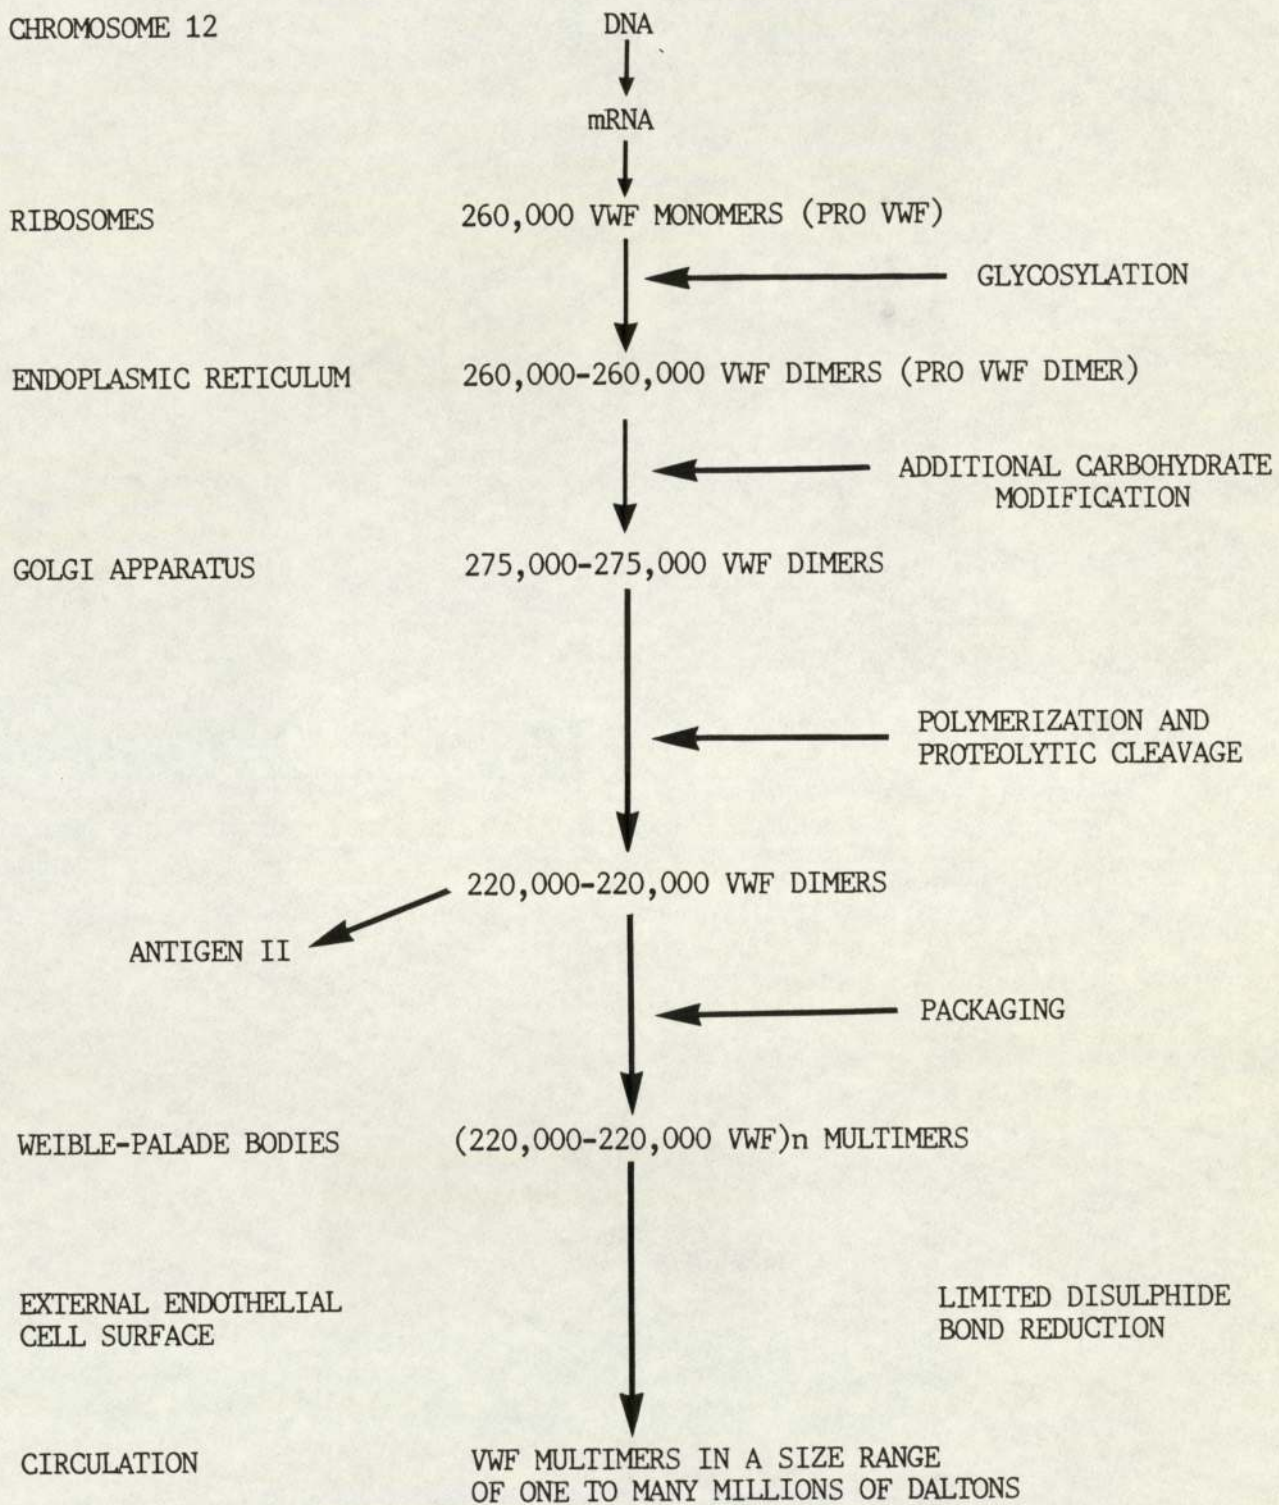 CHROMOSOME 12 DNA
mRNA
RIBOSOMES 260,000 VWF MONOMERS (PRO VWF)
GLYCOSYLATION
ENDOPLASMIC RETICULUM 260,000-260,000 VWF DIMERS (PRO VWF DIMER)
ADDITIONAL CARBOHYDRATE
MODIFICATION
GOLGI APPARATUS 275,000-275,000 VWF DIMERS
POLYMERIZATION AND
PROTEOLYTIC CLEAVAGE
220,000-220,000 VWF DIMERS
ANTIGEN II
PACKAGING
WEIBLE-PALADE BODIES (220,000-220,000 VWF)n MULTIMERS
EXTERNAL ENDOTHELIAL
CELL SURFACE
LIMITED DISULPHIDE
BOND REDUCTION
CIRCULATION VWF MULTIMERS IN A SIZE RANGE
OF ONE TO MANY MILLIONS OF DALTONS